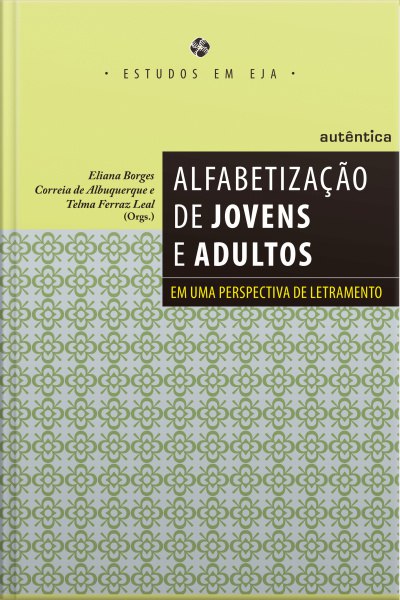 • ESTUDOS EM EJA •
autêntica
Eliana Borges
Correia de Albuquerque e
Telma Ferraz Leal
(Orgs.)
ALFABETIZAÇÃO
DE JOVENS
E ADULTOS
EM UMA PERSPECTIVA DE LETRAMENTO